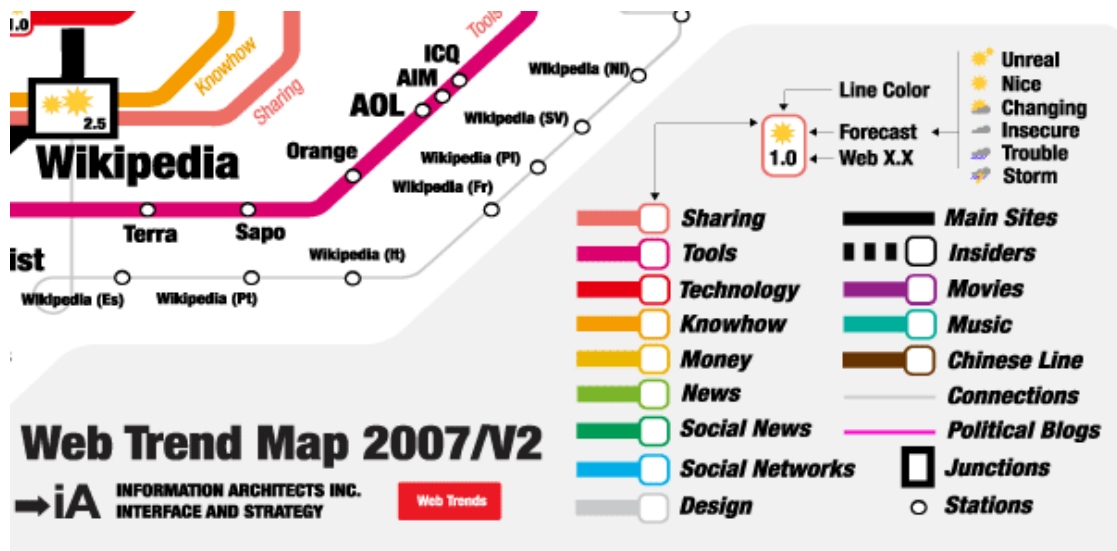 1.0
Tools
Knowhow
Sharing
2.5
Wikipedia
ICQ
AIM
AOL
Orange
Terra
Sapo
ist
Wikipedia (Nl)
Wikipedia (SV)
Wikipedia (Pl)
Wikipedia (Fr)
Wikipedia (It)
Wikipedia (Pt)
Wikipedia (Es)
Line Color
Forecast
Web X.X
1.0
Unreal
Nice
Changing
Insecure
Trouble
Storm
Sharing
Tools
Technology
Knowhow
Money
News
Social News
Social Networks
Design
Main Sites
Insiders
Movies
Music
Chinese Line
Connections
Political Blogs
Junctions
Stations
Web Trend Map 2007/V2
iA
INFORMATION ARCHITECTS INC.
INTERFACE AND STRATEGY
Web Trends